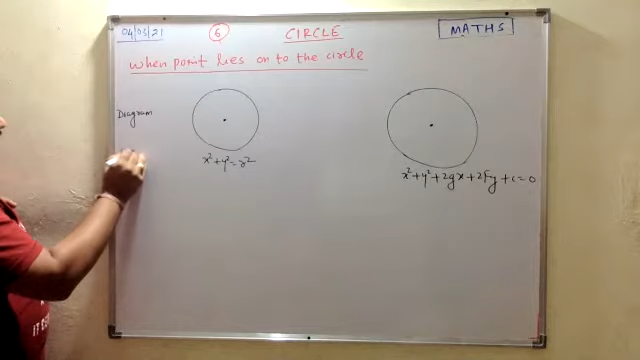 04/05/21 6 CIRCLE MATHS
when point lies on to the circle
Diagram
x²+y²=r²
x²+y²+2gx+2fy+c=0